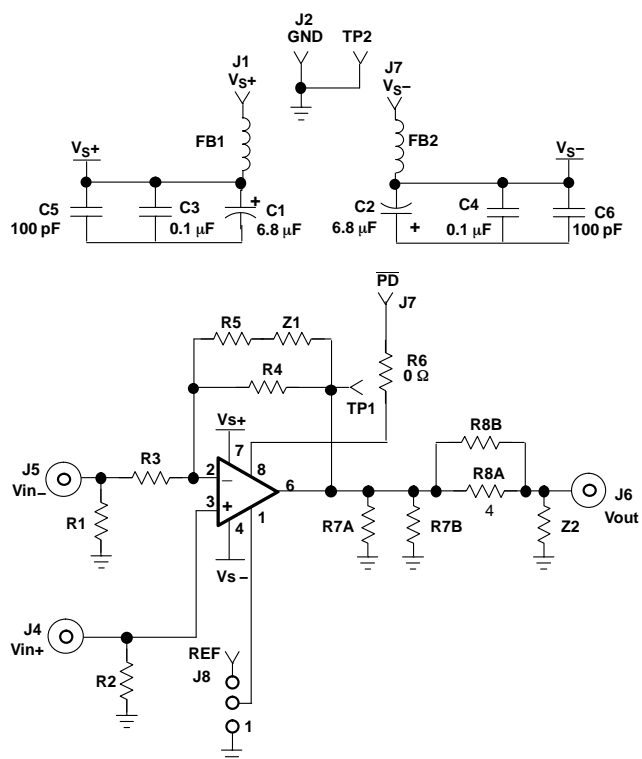 J2
GND
TP2
J1
VS+
J7
VS−
FB1
FB2
VS+
VS−
C5
100 pF
C3
0.1 µF
C1
6.8 µF
+
C2
6.8 µF
+
C4
0.1 µF
C6
100 pF
PD
J7
R5
Z1
R6
0 Ω
R4
TP1
Vs+
R8B
7
8
J5
Vin−
R3
2
−
6
R8A
4
J6
Vout
3
+
1
R1
R7A
R7B
Z2
4
Vs −
J4
Vin+
REF
J8
R2
1